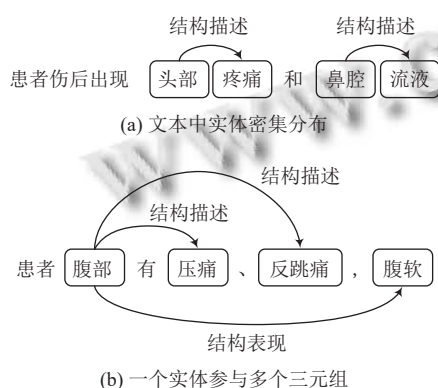 结构描述 结构描述
患者伤后出现 头部 疼痛 和 鼻腔 流液
(a) 文本中实体密集分布
结构描述
结构描述
患者 腹部 有 压痛 、 反跳痛 , 腹软
结构表现
(b) 一个实体参与多个三元组